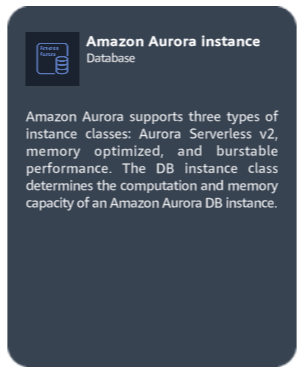 Amazon Aurora instance
Database
Amazon Aurora supports three types of
instance classes: Aurora Serverless v2,
memory optimized, and burstable
performance. The DB instance class
determines the computation and memory
capacity of an Amazon Aurora DB instance.